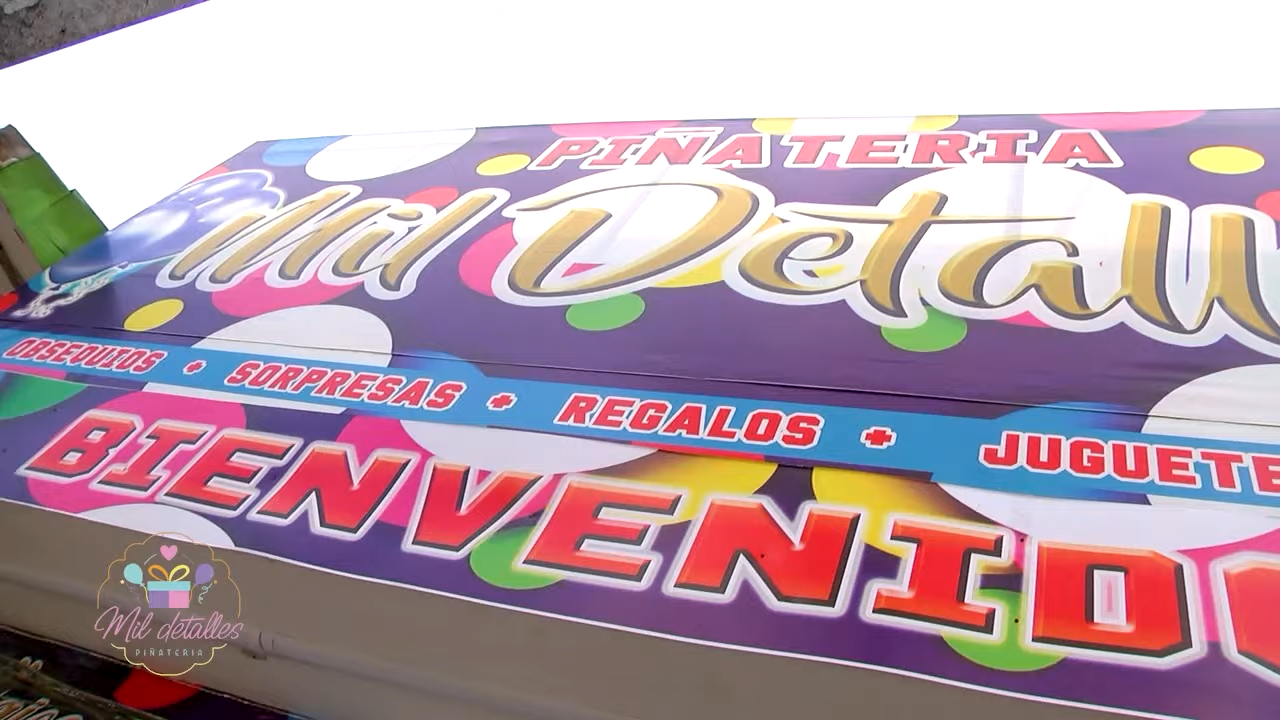 PIÑATERIA
Mil Detall
OBSEQUIOS + SORPRESAS + REGALOS + JUGUETE
BIENVENIDO
Mil detalles
PIÑATERIA